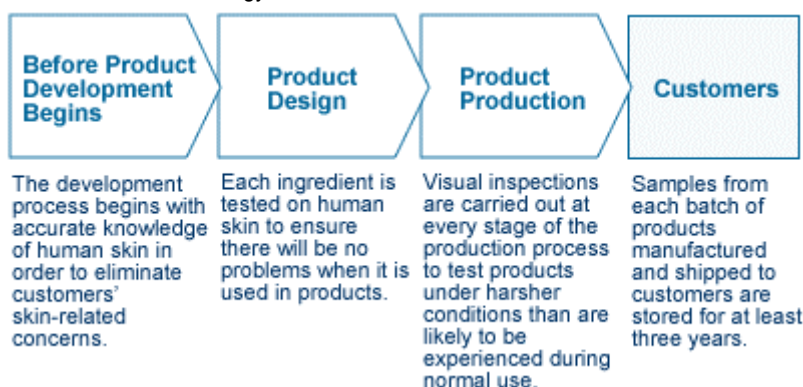 Before Product
Development
Begins
Product
Design
Product
Production
Customers
The development
process begins with
accurate knowledge
of human skin in
order to eliminate
customers'
skin-related
concerns.
Each ingredient is
tested on human
skin to ensure
there will be no
problems when it is
used in products.
Visual inspections
are carried out at
every stage of the
production process
to test products
under harsher
conditions than are
likely to be
experienced during
normal use.
Samples from
each batch of
products
manufactured
and shipped to
customers are
stored for at least
three years.